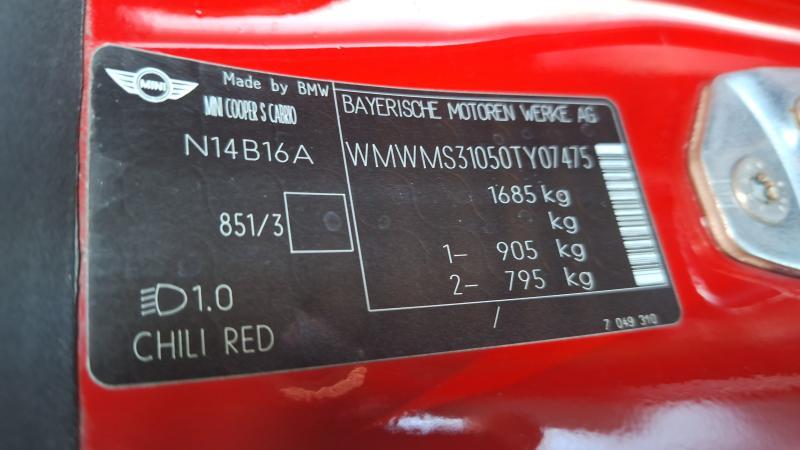 MINI
Made by BMW
MINI COOPER S CABRIO
N14B16A
851/3
1.0
CHILI RED
BAYERISCHE MOTOREN WERKE AG
WMWMS31050TY07475
1685 kg
kg
1- 905 kg
2- 795 kg
/
7 049 310